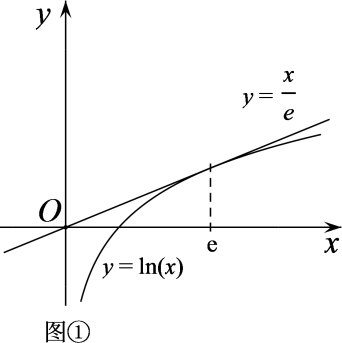 y
y = x/e
O
e
x
y = ln(x)
图①